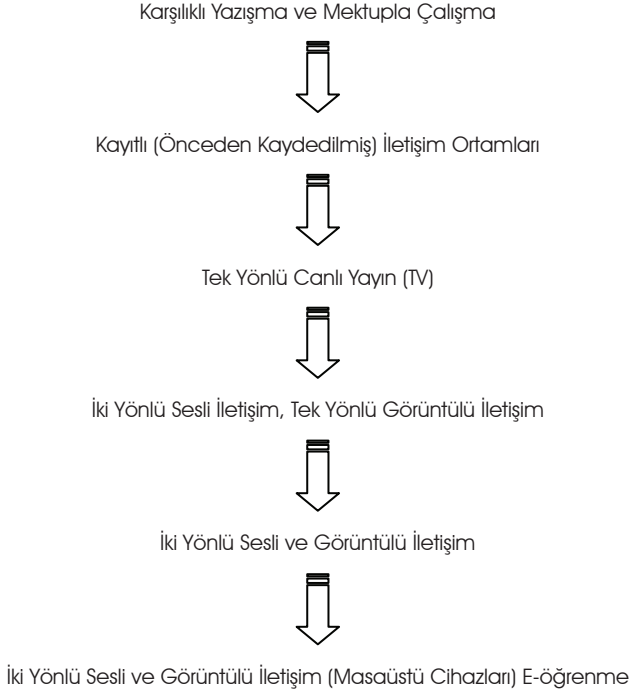 Karşılıklı Yazışma ve Mektupla Çalışma
Kayıtlı (Önceden Kaydedilmiş) İletişim Ortamları
Tek Yönlü Canlı Yayın (TV)
İki Yönlü Sesli İletişim, Tek Yönlü Görüntülü İletişim
İki Yönlü Sesli ve Görüntülü İletişim
İki Yönlü Sesli ve Görüntülü İletişim (Masaüstü Cihazları) E-öğrenme